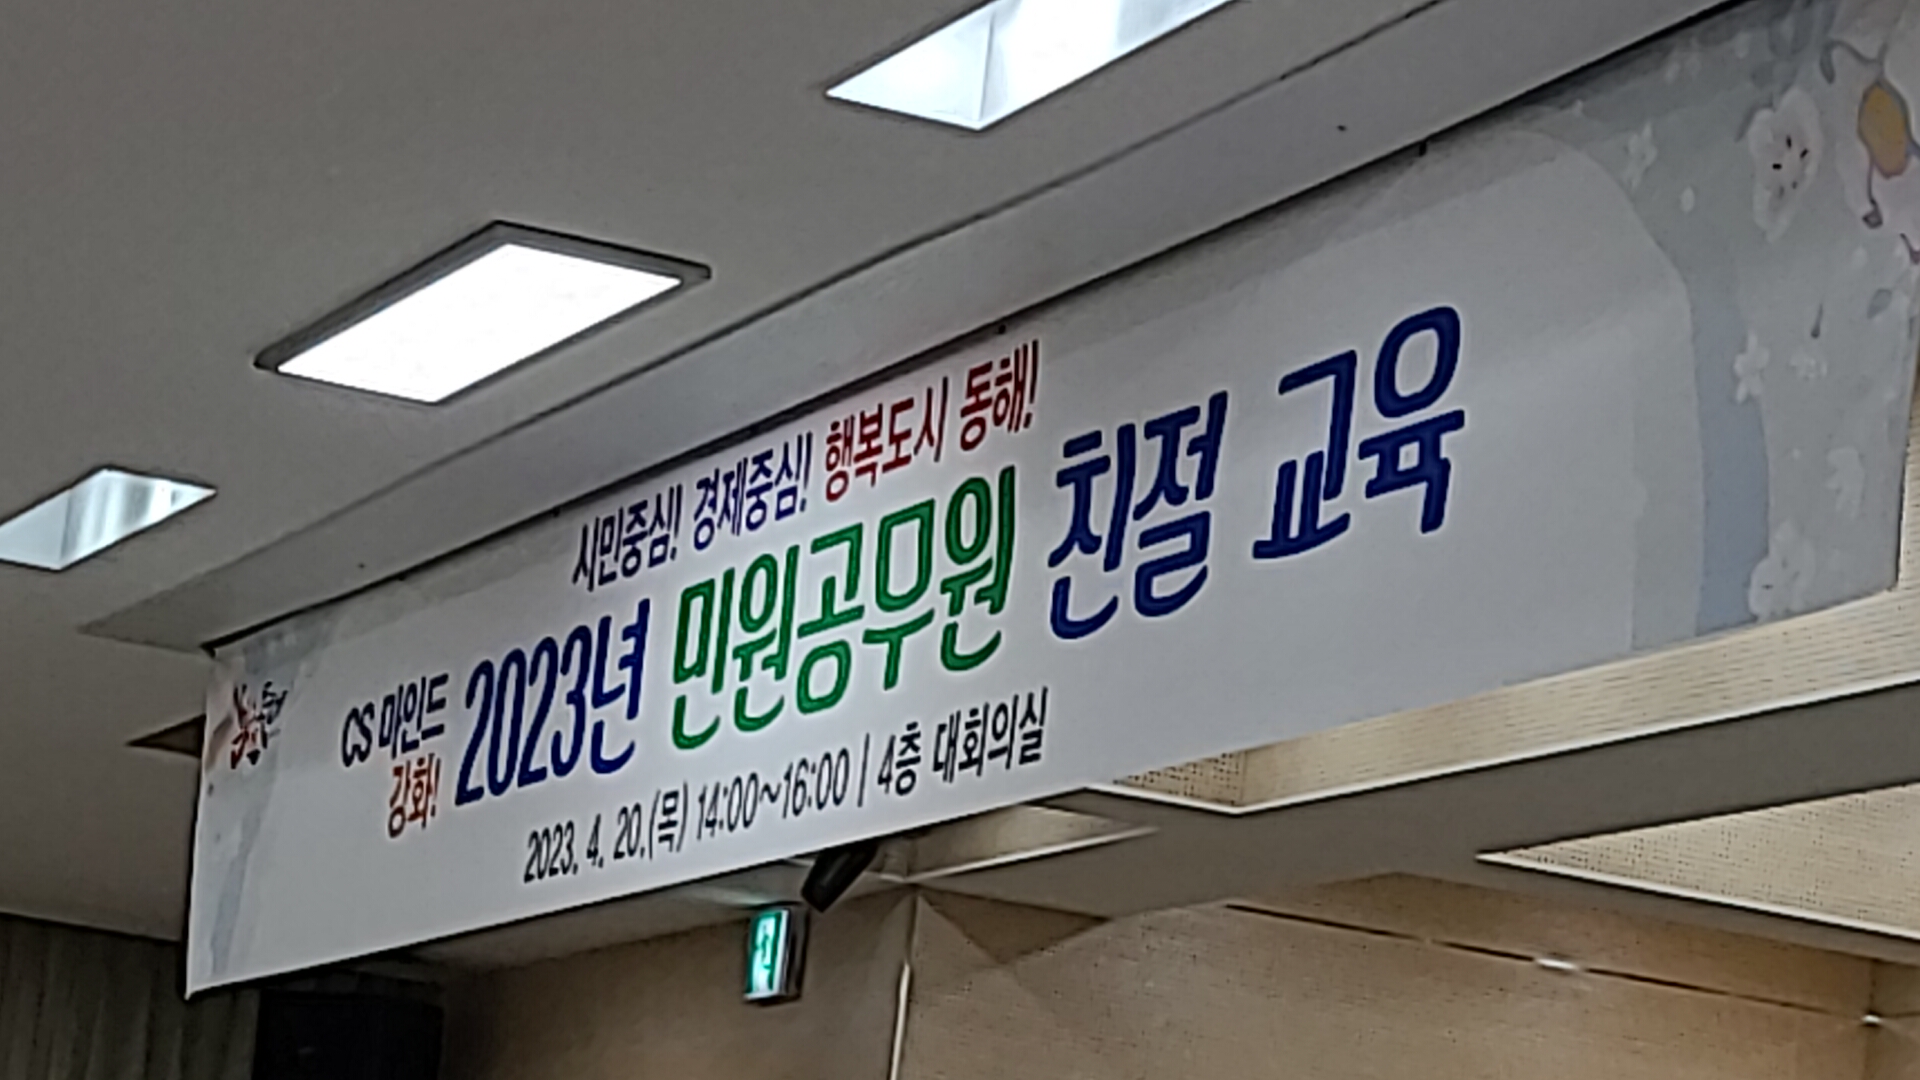 시민중심! 경제중심! 행복도시 동해!
CS 마인드
강화!
2023년 민원공무원 친절 교육
2023. 4. 20.(목) 14:00~16:00 / 4층 대회의실